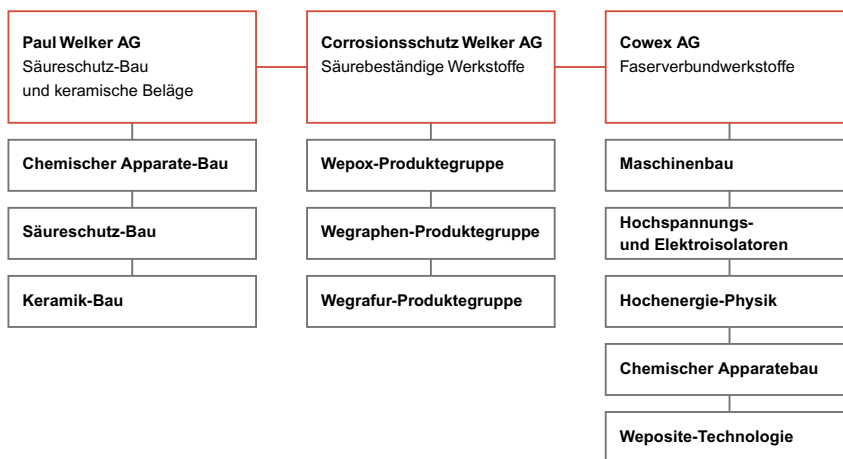 Paul Welker AG
Säureschutz-Bau
und keramische Beläge
Chemischer Apparate-Bau
Säureschutz-Bau
Keramik-Bau
Corrosionsschutz Welker AG
Säurebeständige Werkstoffe
Wepox-Produktegruppe
Wegraphen-Produktegruppe
Wegrafur-Produktegruppe
Cowex AG
Faserverbundwerkstoffe
Maschinenbau
Hochspannungs-
und Elektroisolatoren
Hochenergie-Physik
Chemischer Apparatebau
Weposite-Technologie